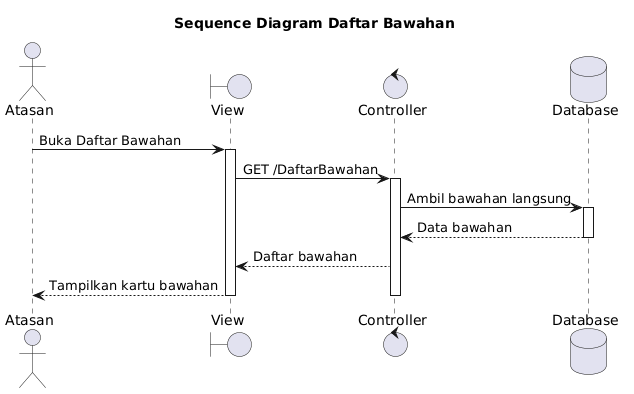 Sequence Diagram Daftar Bawahan
Atasan
View
Controller
Database
Buka Daftar Bawahan
GET /DaftarBawahan
Ambil bawahan langsung
Data bawahan
Daftar bawahan
Tampilkan kartu bawahan
Atasan
View
Controller
Database